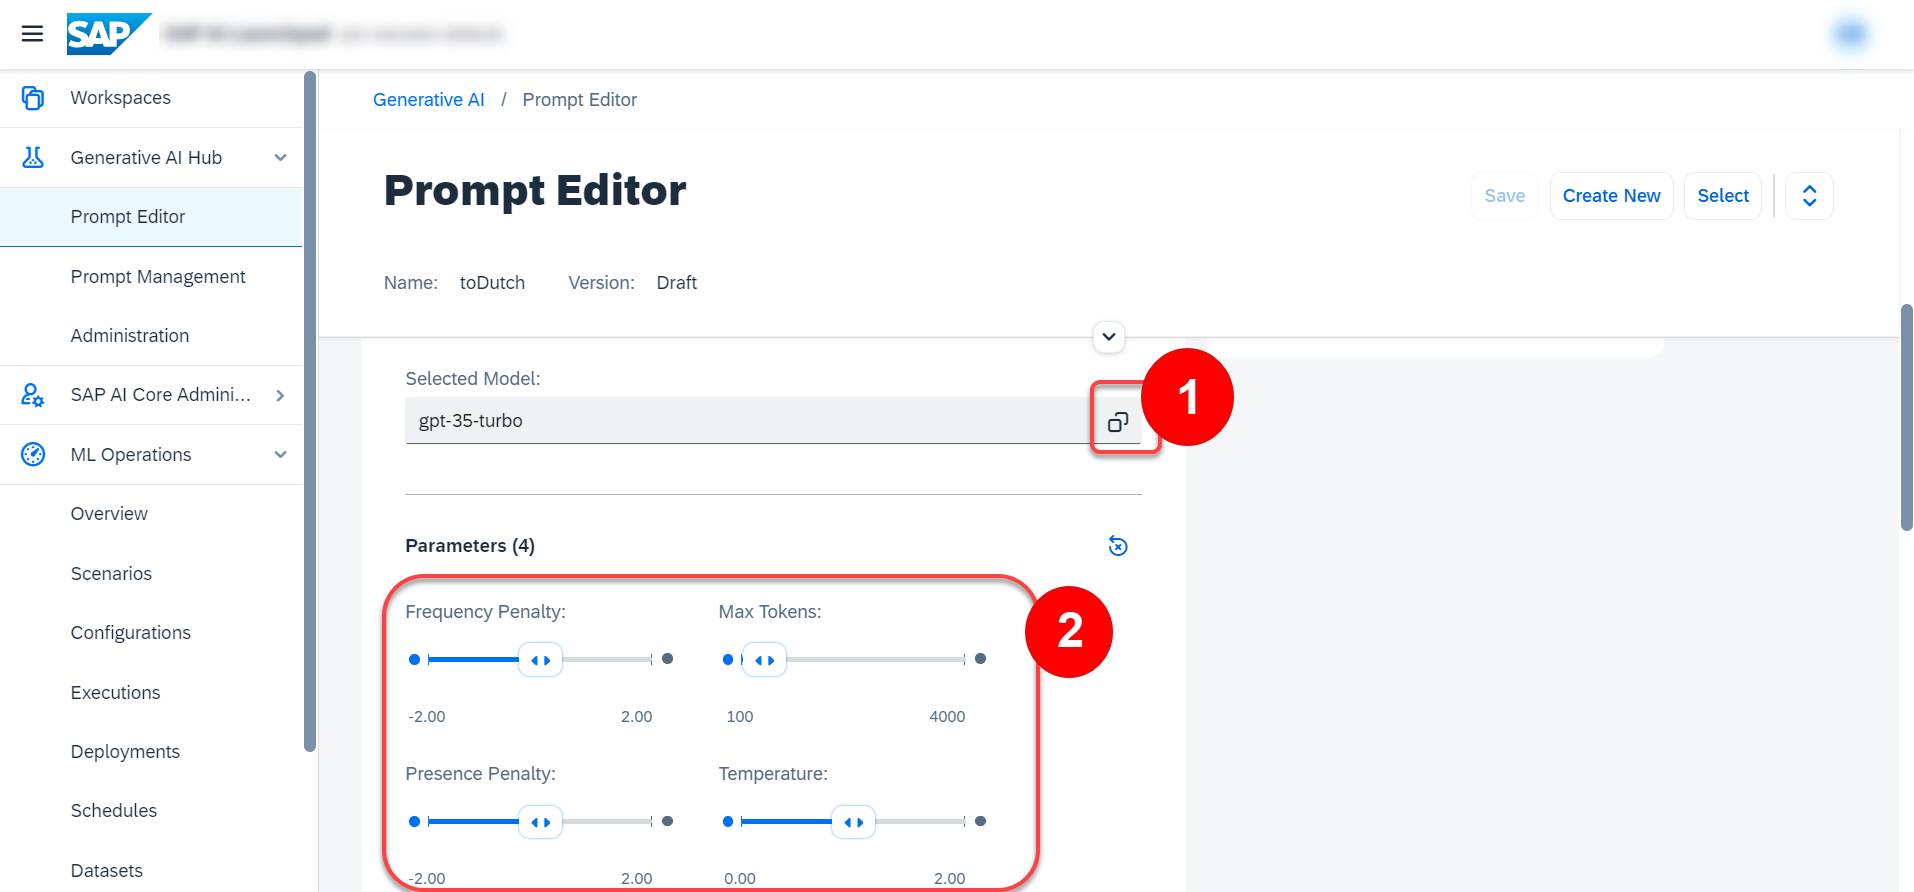 SAP
Workspaces
Generative AI Hub
Prompt Editor
Prompt Management
Administration
SAP AI Core Admini...
ML Operations
Overview
Scenarios
Configurations
Executions
Deployments
Schedules
Datasets
Generative AI / Prompt Editor
Prompt Editor
Save Create New Select
Name: toDutch Version: Draft
Selected Model:
gpt-35-turbo
1
Parameters (4)
2
Frequency Penalty: Max Tokens:
-2.00 2.00 100 4000
Presence Penalty: Temperature:
-2.00 2.00 0.00 2.00